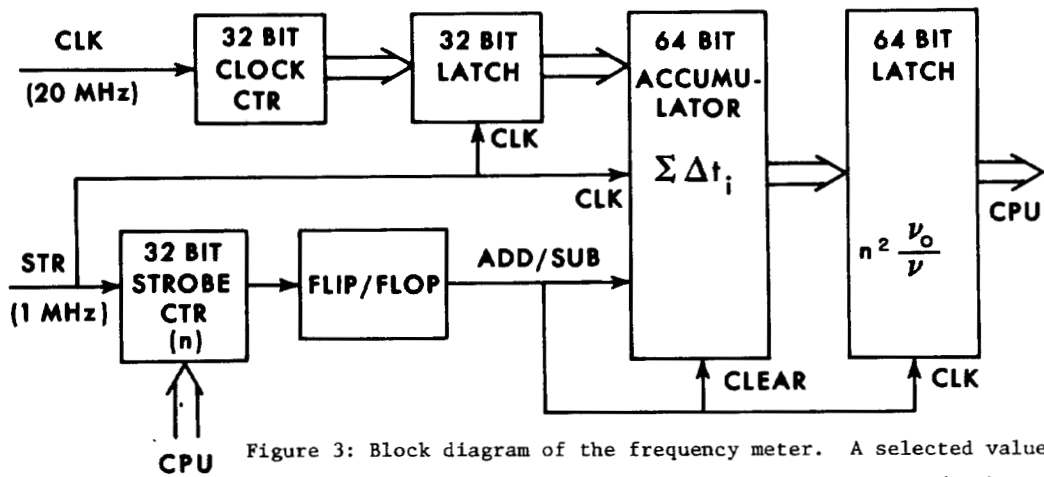 CLK
(20 MHz)
32 BIT
CLOCK
CTR
32 BIT
LATCH
CLK
64 BIT
ACCUMU-
LATOR
Σ Δt_i
64 BIT
LATCH
n² ν₀/ν
CPU
CLK
STR
(1 MHz)
32 BIT
STROBE
CTR
(n)
FLIP/FLOP
ADD/SUB
CLEAR
CLK
CPU
Figure 3: Block diagram of the frequency meter. A selected value